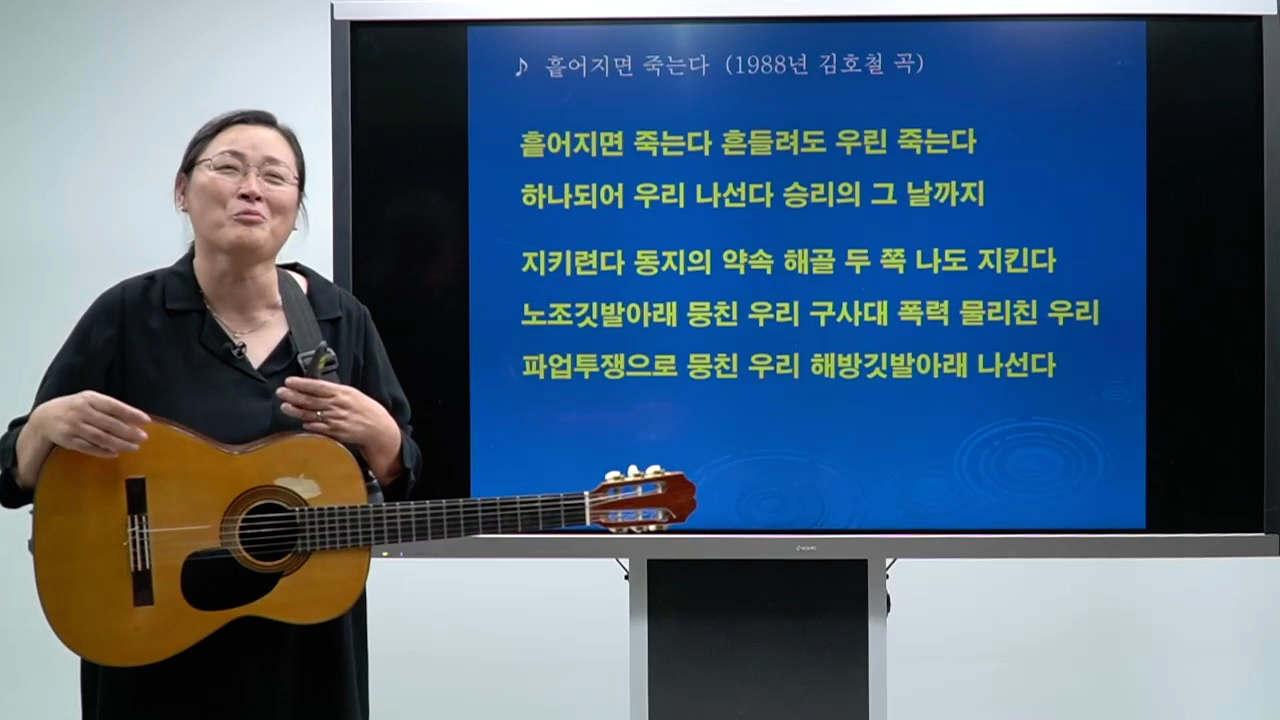 ♪ 흩어지면 죽는다 (1988년 김호철 곡)
흩어지면 죽는다 흔들려도 우린 죽는다
하나되어 우리 나선다 승리의 그 날까지
지키련다 동지의 약속 해골 두 쪽 나도 지킨다
노조깃발아래 뭉친 우리 구사대 폭력 물리친 우리
파업투쟁으로 뭉친 우리 해방깃발아래 나선다